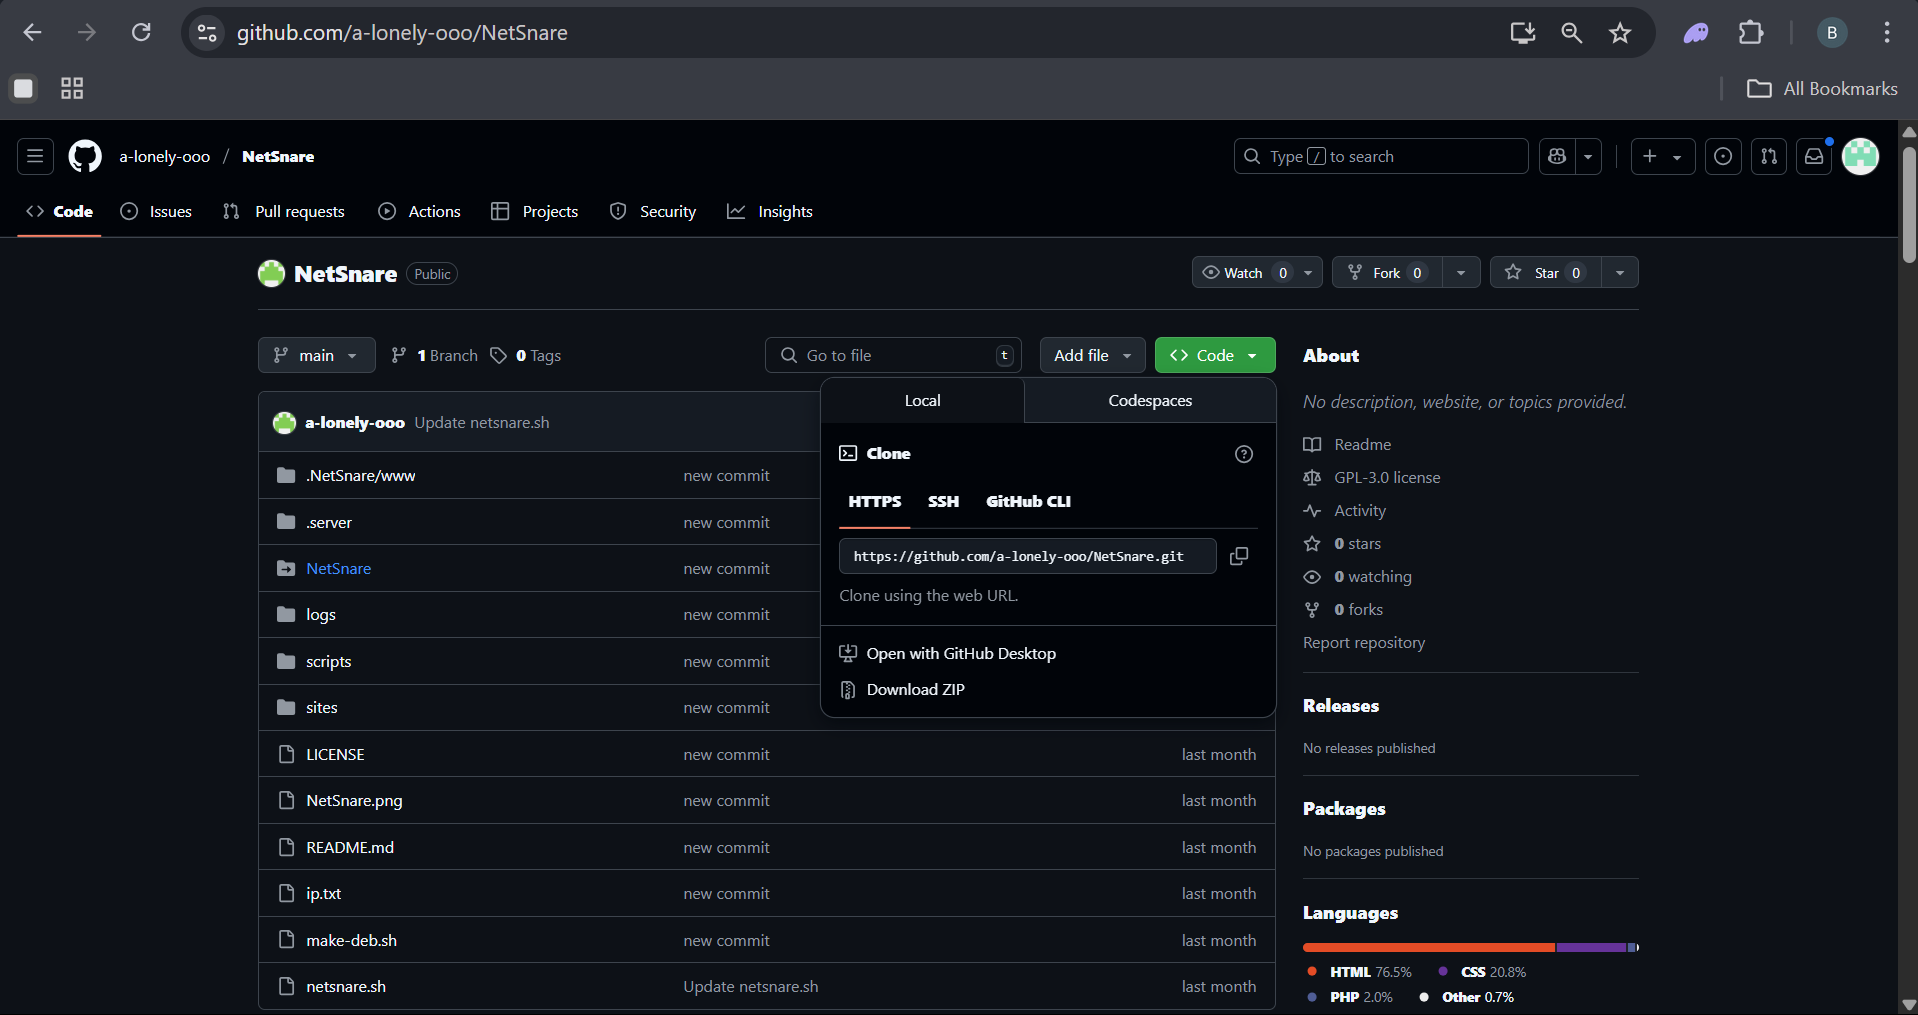 github.com/a-lonely-ooo/NetSnare
B
All Bookmarks
a-lonely-ooo / NetSnare
Type / to search
Code Issues Pull requests Actions Projects Security Insights
NetSnare Public
Watch 0 Fork 0 Star 0
main 1 Branch 0 Tags
Go to file t
Add file
Code
a-lonely-ooo Update netsnare.sh
.NetSnare/www new commit
.server new commit
NetSnare new commit
logs new commit
scripts new commit
sites new commit
LICENSE new commit last month
NetSnare.png new commit last month
README.md new commit last month
ip.txt new commit last month
make-deb.sh new commit last month
netsnare.sh Update netsnare.sh last month
Local Codespaces
Clone
HTTPS SSH GitHub CLI
https://github.com/a-lonely-ooo/NetSnare.git
Clone using the web URL.
Open with GitHub Desktop
Download ZIP
About
No description, website, or topics provided.
Readme
GPL-3.0 license
Activity
0 stars
0 watching
0 forks
Report repository
Releases
No releases published
Packages
No packages published
Languages
HTML 76.5% CSS 20.8%
PHP 2.0% Other 0.7%